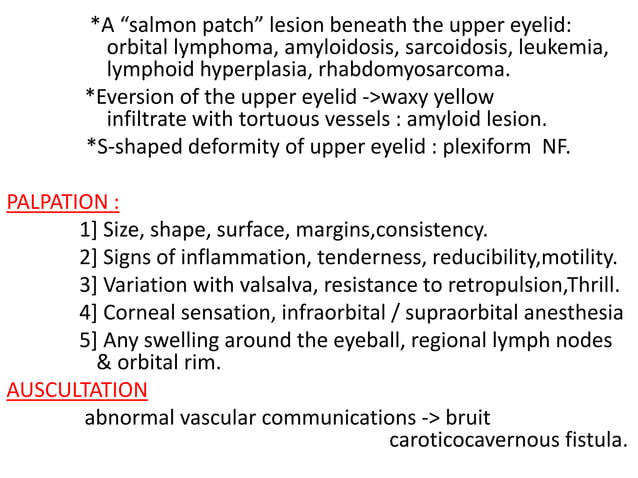 *A “salmon patch” lesion beneath the upper eyelid:
orbital lymphoma, amyloidosis, sarcoidosis, leukemia,
lymphoid hyperplasia, rhabdomyosarcoma.
*Eversion of the upper eyelid ->waxy yellow
infiltrate with tortuous vessels : amyloid lesion.
*S-shaped deformity of upper eyelid : plexiform NF.
PALPATION :
1] Size, shape, surface, margins,consistency.
2] Signs of inflammation, tenderness, reducibility,motility.
3] Variation with valsalva, resistance to retropulsion,Thrill.
4] Corneal sensation, infraorbital / supraorbital anesthesia
5] Any swelling around the eyeball, regional lymph nodes
& orbital rim.
AUSCULTATION
abnormal vascular communications -> bruit
caroticocavernous fistula.